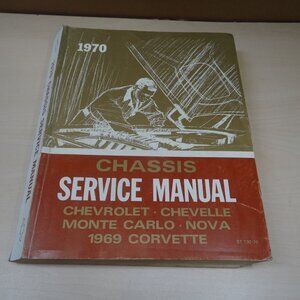 1970
CHASSIS
SERVICE MANUAL
CHEVROLET · CHEVELLE
MONTE CARLO · NOVA
1969 CORVETTE